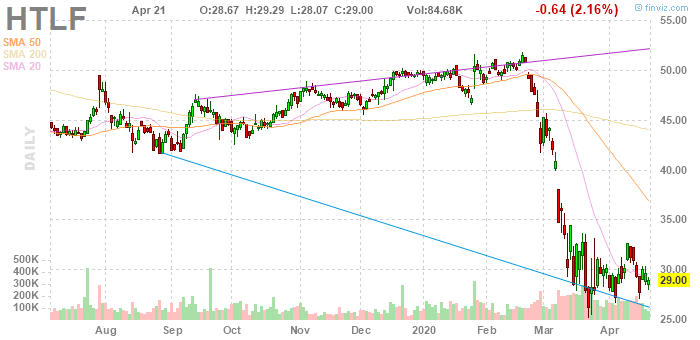 HTLF Apr 21 O:28.67 H:29.29 L:28.07 C:29.00 Vol:84.68K -0.64 (2.16%) © finviz.com
SMA 50
SMA 200
SMA 20
DAILY
50.00
45.00
40.00
35.00
30.00
29.00
25.00
500K
400K
300K
200K
100K
Aug Sep Oct Nov Dec 2020 Feb Mar Apr